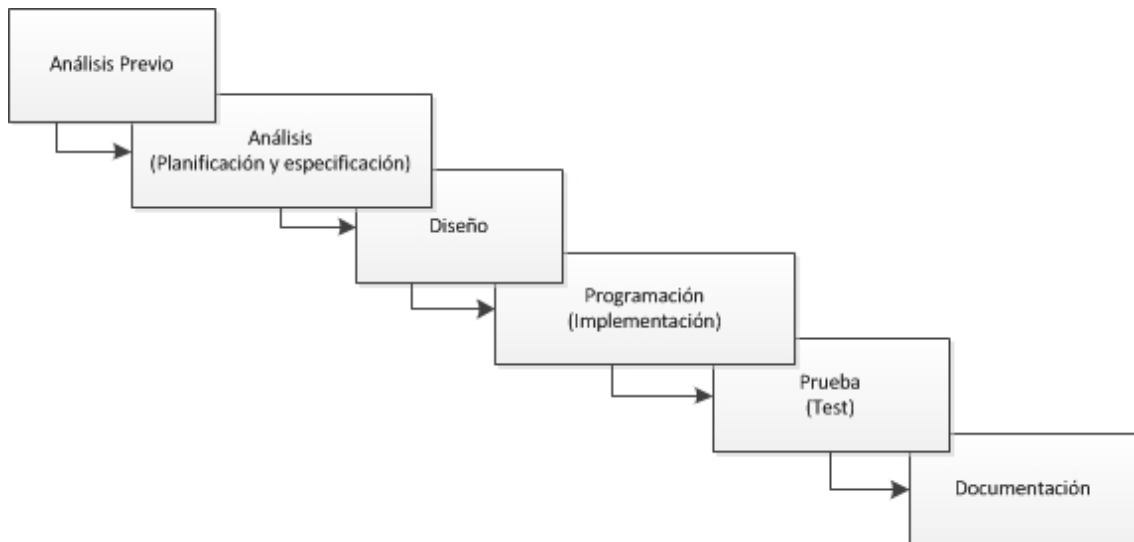 Análisis Previo
Análisis
(Planificación y especificación)
Diseño
Programación
(Implementación)
Prueba
(Test)
Documentación